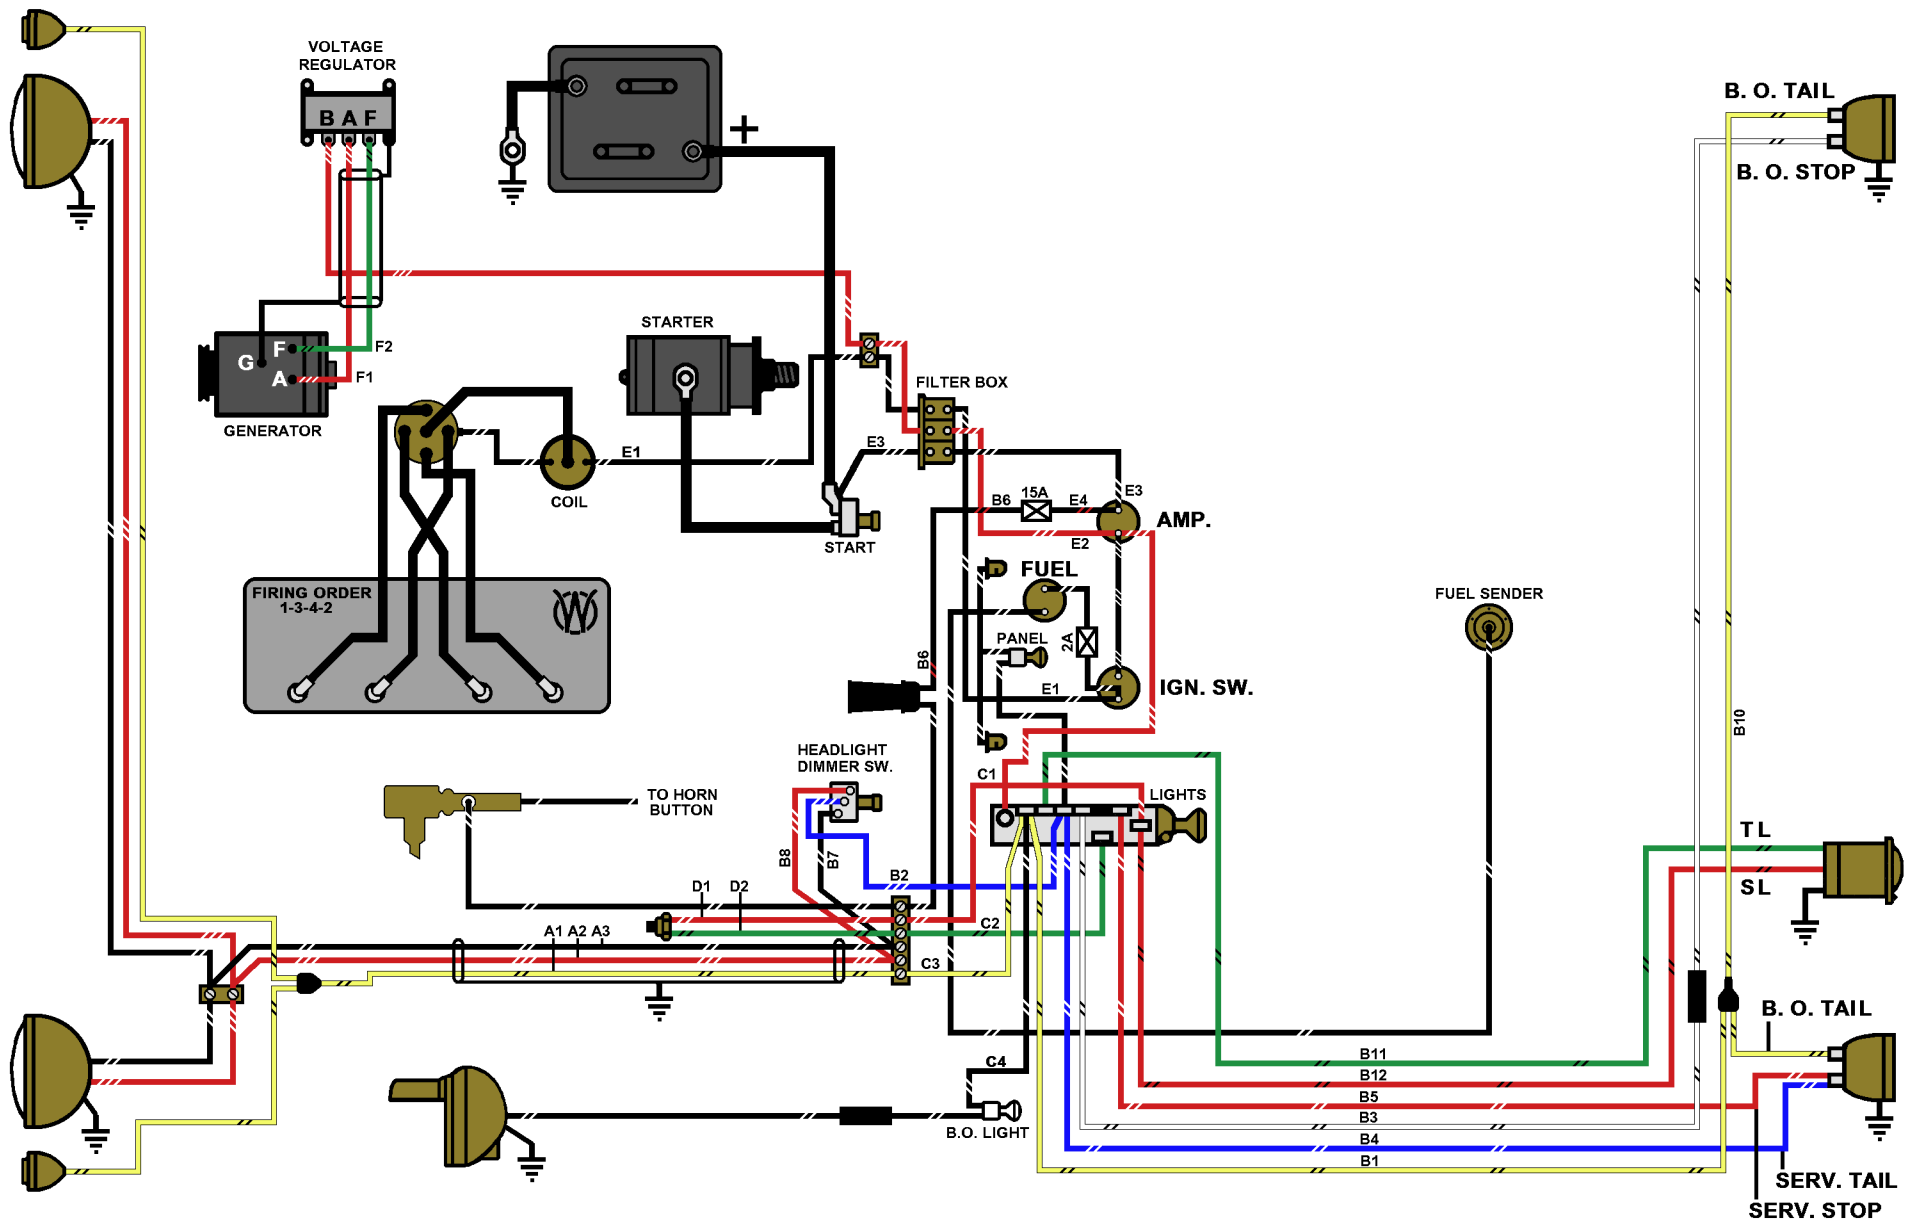 VOLTAGE
REGULATOR
B A F
+
B. O. TAIL
B. O. STOP
STARTER
F
G
A
F2
F1
GENERATOR
FILTER BOX
E3
E1
COIL
B6
15A
E4
E3
AMP.
START
E2
FUEL
FIRING ORDER
1-3-4-2
W
FUEL SENDER
PANEL
2A
B6
E1
IGN. SW.
B10
HEADLIGHT
DIMMER SW.
C1
TO HORN
BUTTON
LIGHTS
TL
B8
B7
B2
SL
D1
D2
C2
A1
A2
A3
C3
B. O. TAIL
C4
B11
B12
B5
B3
B.O. LIGHT
B4
B1
SERV. TAIL
SERV. STOP